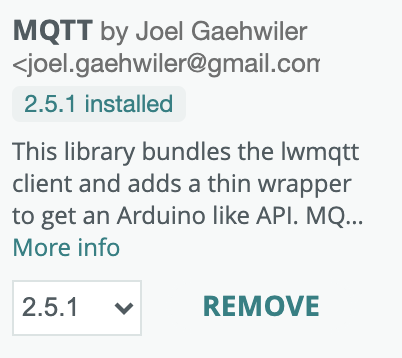 MQTT by Joel Gaehwiler
<joel.gaehwiler@gmail.com
2.5.1 installed
This library bundles the lwmqtt
client and adds a thin wrapper
to get an Arduino like API. MQ...
More info
2.5.1 REMOVE